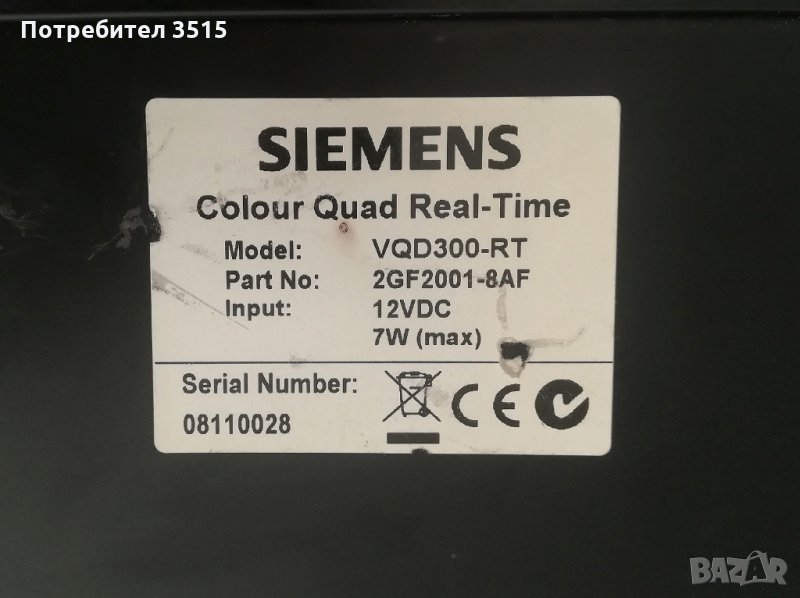 Потребител 3515
SIEMENS
Colour Quad Real-Time
Model: VQD300-RT
Part No: 2GF2001-8AF
Input: 12VDC
7W (max)
Serial Number:
08110028
CE
BAZAR